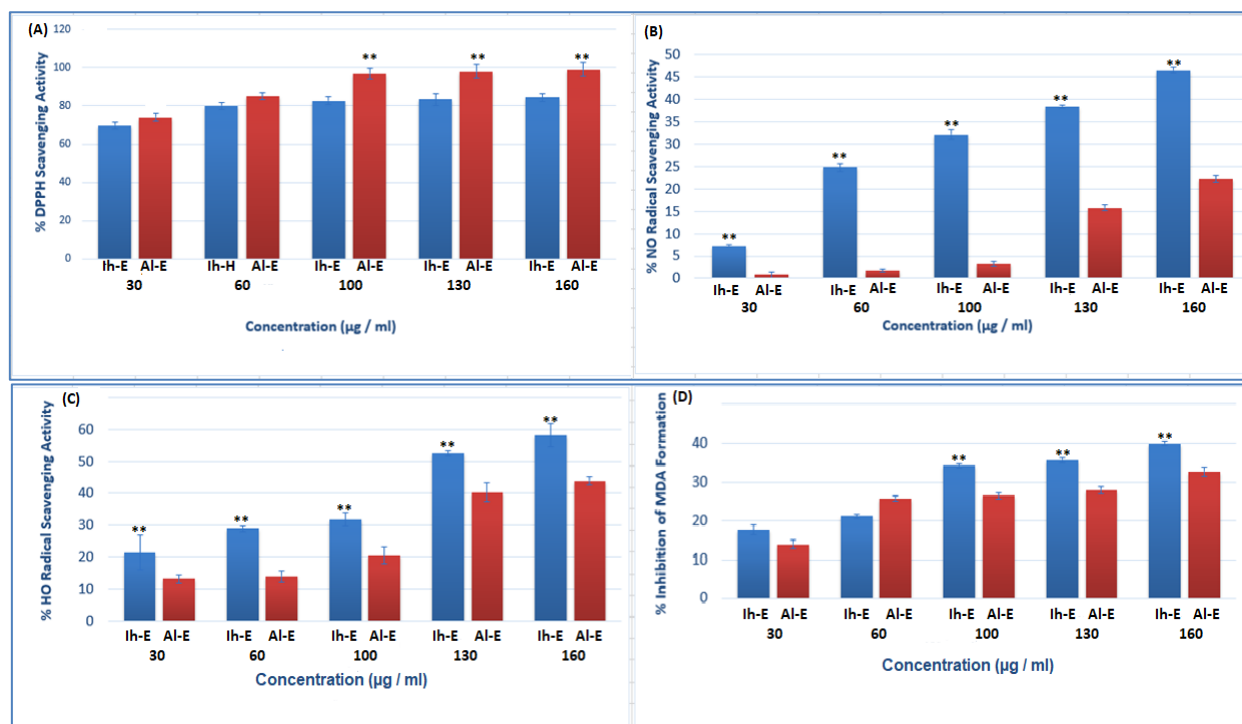 (A)
% DPPH Scavenging Activity
120
100
80
60
40
20
0
** ** **
Ih-E Al-E Ih-H Al-E Ih-E Al-E Ih-E Al-E Ih-E Al-E
30 60 100 130 160
Concentration (µg / ml)
(B)
% NO Radical Scavenging Activity
50
45
40
35
30
25
20
15
10
5
0
** ** ** ** **
Ih-E Al-E Ih-E Al-E Ih-E Al-E Ih-E Al-E Ih-E Al-E
30 60 100 130 160
Concentration (µg / ml)
(C)
% HO Radical Scavenging Activity
60
50
40
30
20
10
0
** ** ** ** **
Ih-E Al-E Ih-E Al-E Ih-E Al-E Ih-E Al-E Ih-E Al-E
30 60 100 130 160
Concentration (µg / ml)
(D)
% Inhibition of MDA Formation
40
30
20
10
0
** ** **
Ih-E Al-E Ih-E Al-E Ih-E Al-E Ih-E Al-E Ih-E Al-E
30 60 100 130 160
Concentration (µg / ml)